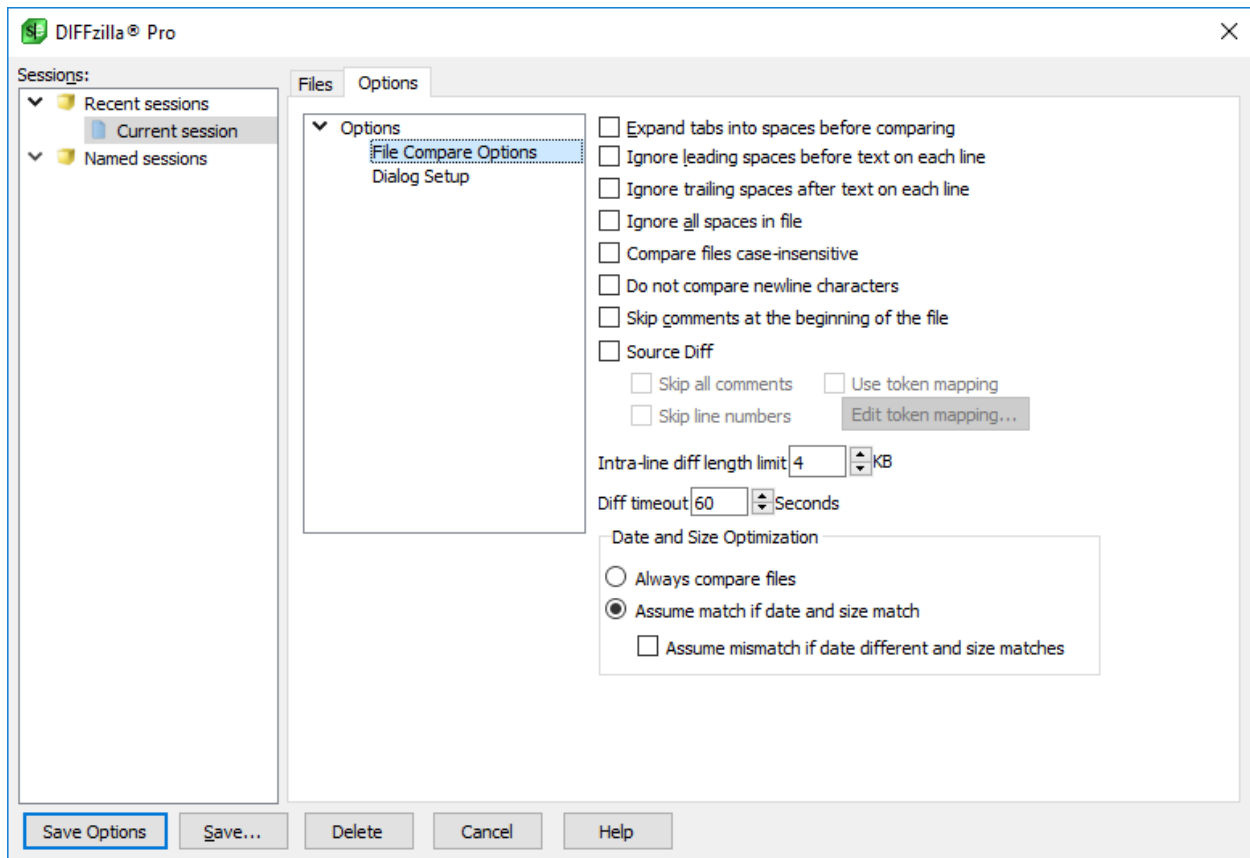 DIFFzilla® Pro
Sessions:
Recent sessions
Current session
Named sessions
Files
Options
Options
File Compare Options
Dialog Setup
Expand tabs into spaces before comparing
Ignore leading spaces before text on each line
Ignore trailing spaces after text on each line
Ignore all spaces in file
Compare files case-insensitive
Do not compare newline characters
Skip comments at the beginning of the file
Source Diff
Skip all comments
Use token mapping
Skip line numbers
Edit token mapping...
Intra-line diff length limit 4 KB
Diff timeout 60 Seconds
Date and Size Optimization
Always compare files
Assume match if date and size match
Assume mismatch if date different and size matches
Save Options
Save...
Delete
Cancel
Help